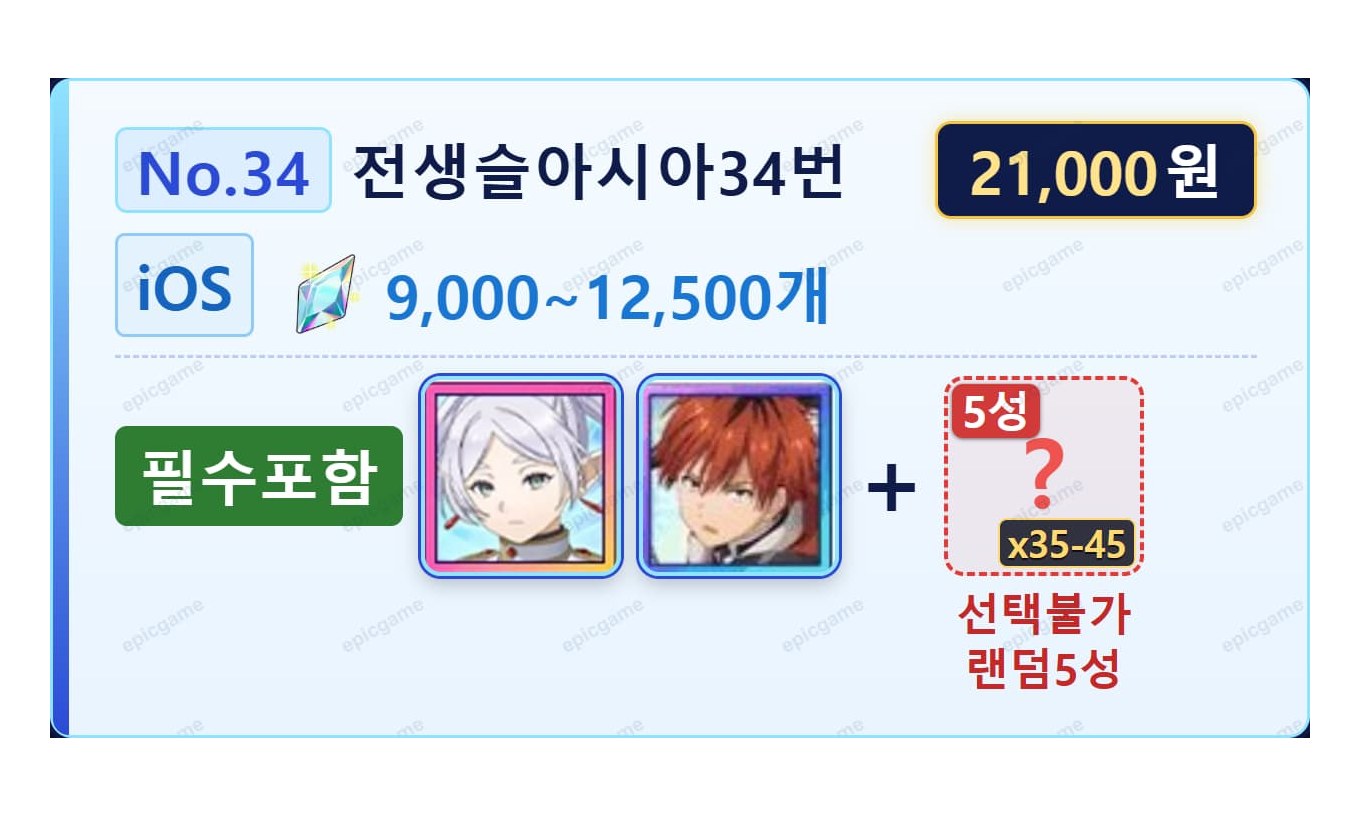 No.34 전생슬아시아34번 21,000원
iOS 9,000~12,500개
필수포함 + 5성 ? x35-45
선택불가
랜덤5성
epicgame